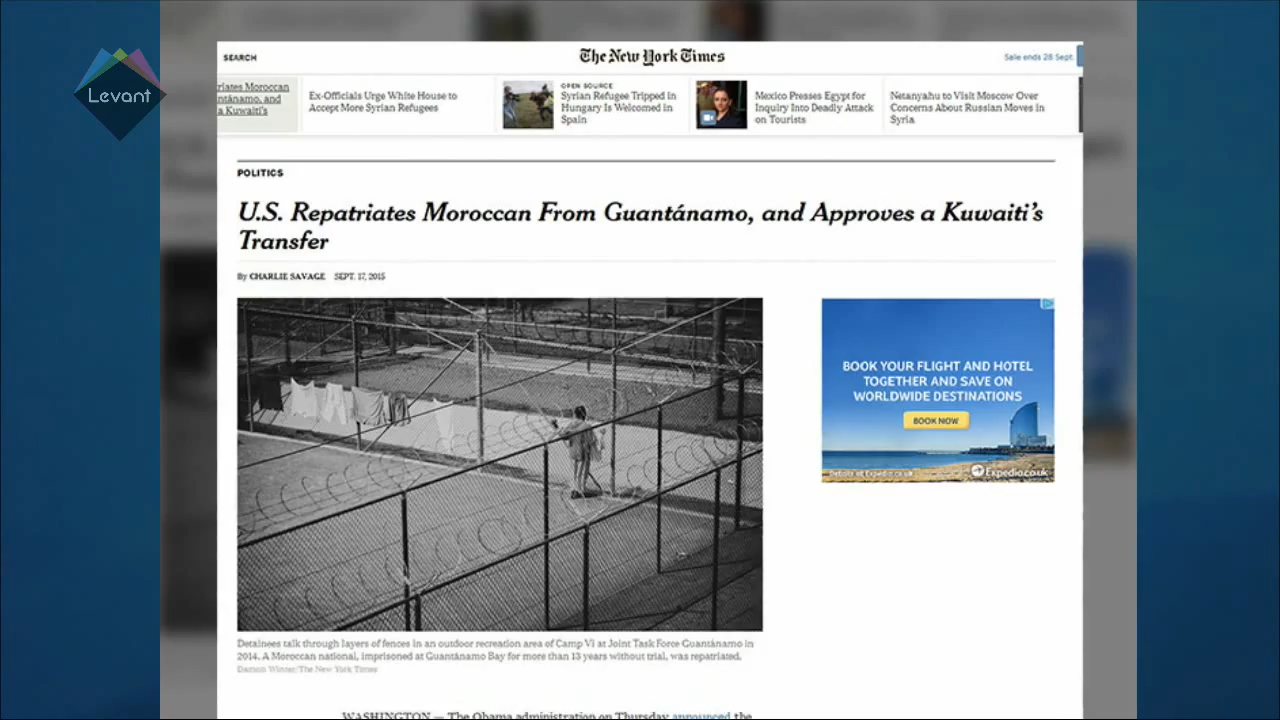 Levant
SEARCH
The New York Times
Sale ends 28 Sept.
riates Moroccan
ntánamo, and
a Kuwaiti's
Ex-Officials Urge White House to
Accept More Syrian Refugees
OPEN SOURCE
Syrian Refugee Tripped in
Hungary Is Welcomed in
Spain
Mexico Presses Egypt for
Inquiry Into Deadly Attack
on Tourists
Netanyahu to Visit Moscow Over
Concerns About Russian Moves in
Syria
POLITICS
U.S. Repatriates Moroccan From Guantánamo, and Approves a Kuwaiti's
Transfer
By CHARLIE SAVAGE SEPT. 17, 2015
BOOK YOUR FLIGHT AND HOTEL
TOGETHER AND SAVE ON
WORLDWIDE DESTINATIONS
BOOK NOW
Details at Expedia.co.uk
Expedia.co.uk
Detainees talk through layers of fences in an outdoor recreation area of Camp VI at Joint Task Force Guantánamo in
2014. A Moroccan national, imprisoned at Guantánamo Bay for more than 13 years without trial, was repatriated.
Damon Winter/The New York Times
WASHINGTON — The Obama administration on Thursday announced the